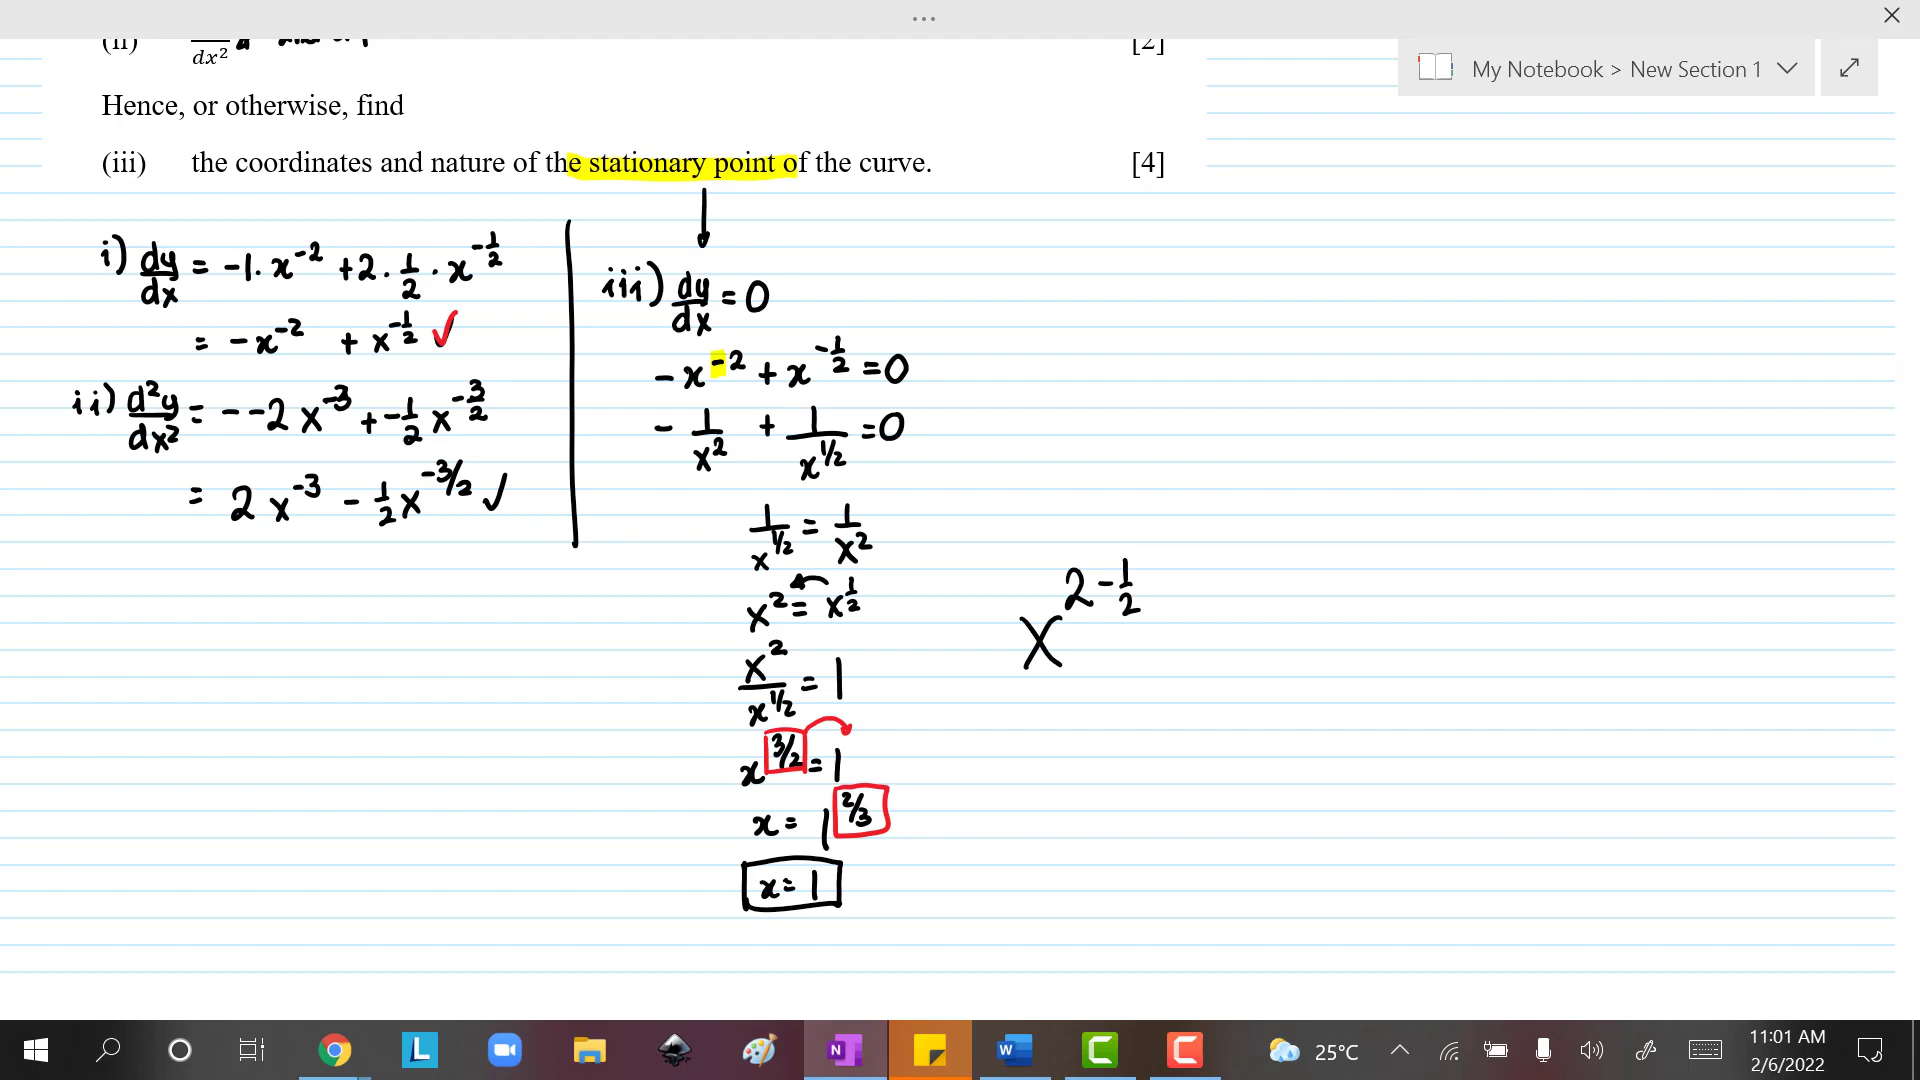 (ii) dx² [2]
My Notebook > New Section 1
Hence, or otherwise, find
(iii) the coordinates and nature of the stationary point of the curve. [4]
i) dy/dx = -1. x^-2 + 2 . 1/2 . x^-1/2
= -x^-2 + x^-1/2 ✓
ii) d²y/dx² = - -2 x^-3 + -1/2 x^-3/2
= 2 x^-3 - 1/2 x^-3/2 ✓
iii) dy/dx = 0
-x^-2 + x^-1/2 = 0
- 1/x² + 1/x^1/2 = 0
1/x^1/2 = 1/x²
x² = x^1/2
x²/x^1/2 = 1
x^3/2 = 1
x = 1^2/3
x = 1
x^2-1/2
L
N
W
25°C
11:01 AM
2/6/2022